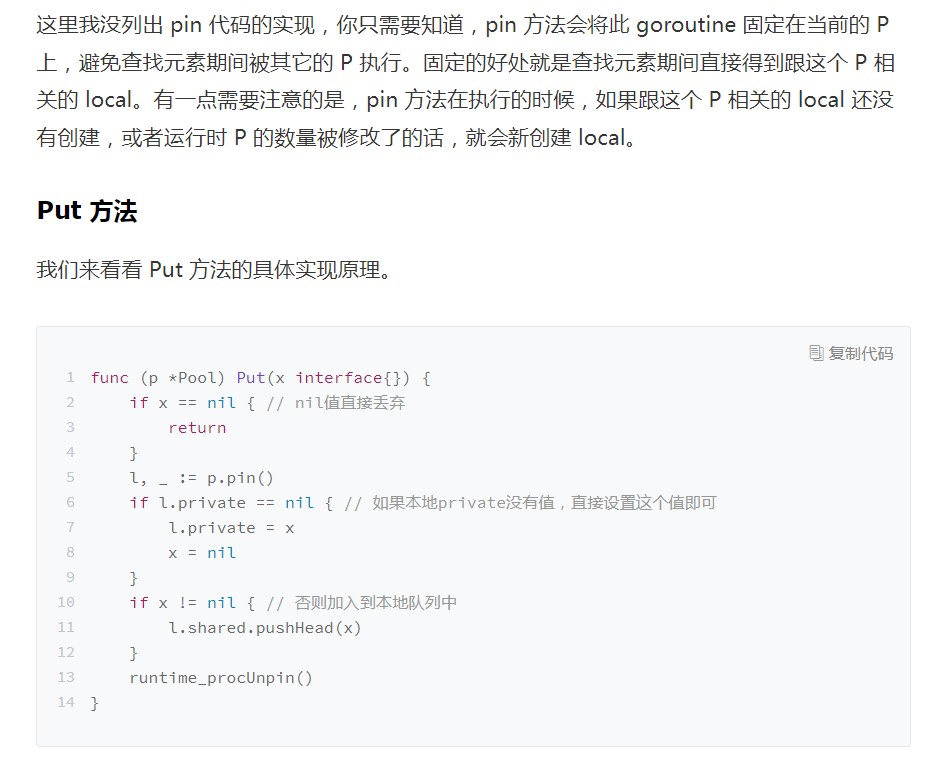 这里我没列出 pin 代码的实现，你只需要知道，pin 方法会将此 goroutine 固定在当前的 P
上，避免查找元素期间被其它的 P 执行。固定的好处就是查找元素期间直接得到跟这个 P 相
关的 local。有一点需要注意的是，pin 方法在执行的时候，如果跟这个 P 相关的 local 还没
有创建，或者运行时 P 的数量被修改了的话，就会新创建 local。
Put 方法
我们来看看 Put 方法的具体实现原理。
复制代码
1 func (p *Pool) Put(x interface{}) {
2     if x == nil { // nil值直接丢弃
3         return
4     }
5     l, _ := p.pin()
6     if l.private == nil { // 如果本地private没有值，直接设置这个值即可
7         l.private = x
8         x = nil
9     }
10     if x != nil { // 否则加入到本地队列中
11         l.shared.pushHead(x)
12     }
13     runtime_procUnpin()
14 }